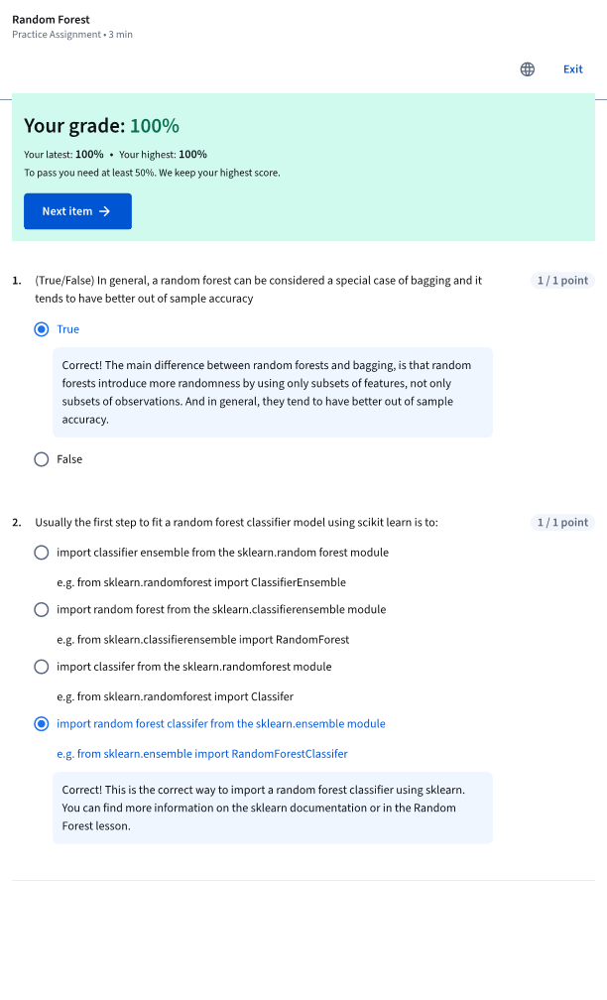 Random Forest
Practice Assignment • 3 min
Exit
Your grade: 100%
Your latest: 100% • Your highest: 100%
To pass you need at least 50%. We keep your highest score.
Next item →
1. (True/False) In general, a random forest can be considered a special case of bagging and it
tends to have better out of sample accuracy
1 / 1 point
True
Correct! The main difference between random forests and bagging, is that random
forests introduce more randomness by using only subsets of features, not only
subsets of observations. And in general, they tend to have better out of sample
accuracy.
False
2. Usually the first step to fit a random forest classifier model using scikit learn is to:
1 / 1 point
import classifier ensemble from the sklearn.random forest module
e.g. from sklearn.randomforest import ClassifierEnsemble
import random forest from the sklearn.classifierensemble module
e.g. from sklearn.classifierensemble import RandomForest
import classifer from the sklearn.randomforest module
e.g. from sklearn.randomforest import Classifer
import random forest classifer from the sklearn.ensemble module
e.g. from sklearn.ensemble import RandomForestClassifer
Correct! This is the correct way to import a random forest classifier using sklearn.
You can find more information on the sklearn documentation or in the Random
Forest lesson.